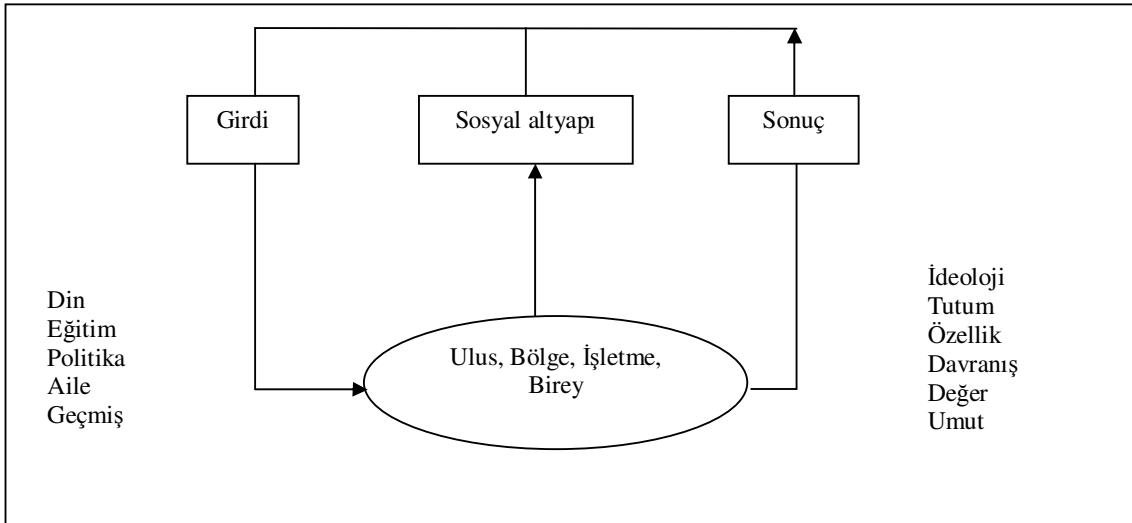 Girdi
Sosyal altyapı
Sonuç
Din
Eğitim
Politika
Aile
Geçmiş
Ulus, Bölge, İşletme,
Birey
İdeoloji
Tutum
Özellik
Davranış
Değer
Umut